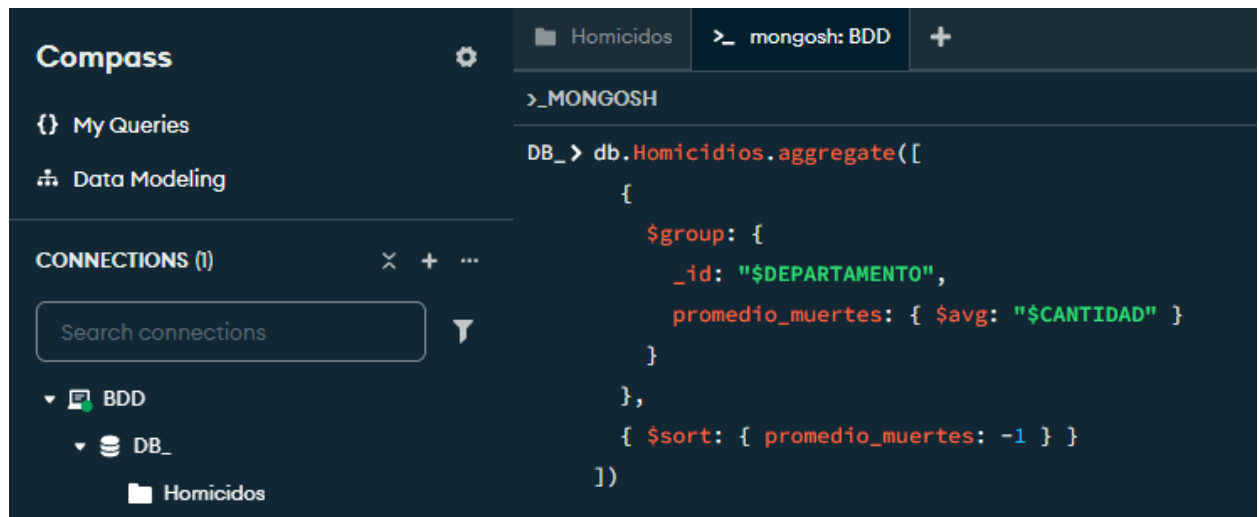 Compass
{} My Queries
Data Modeling
CONNECTIONS (1)
Search connections
BDD
DB_
Homicidos
Homicidos
>_ mongosh: BDD
>_MONGOSH
DB_> db.Homicidios.aggregate([
{
$group: {
_id: "$DEPARTAMENTO",
promedio_muertes: { $avg: "$CANTIDAD" }
}
},
{ $sort: { promedio_muertes: -1 } }
])